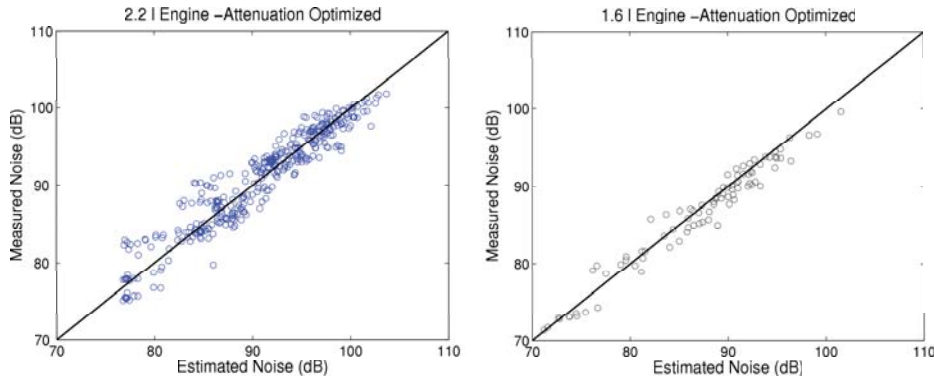 2.2 l Engine –Attenuation Optimized
110
100
90
80
70
70 80 90 100 110
Measured Noise (dB)
Estimated Noise (dB)
1.6 l Engine –Attenuation Optimized
110
100
90
80
70
70 80 90 100 110
Measured Noise (dB)
Estimated Noise (dB)